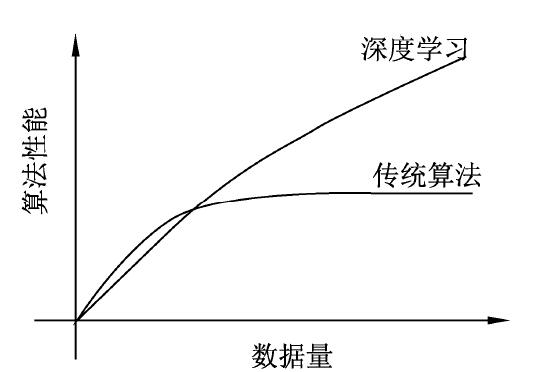 深度学习
传统算法
算法性能
数据量